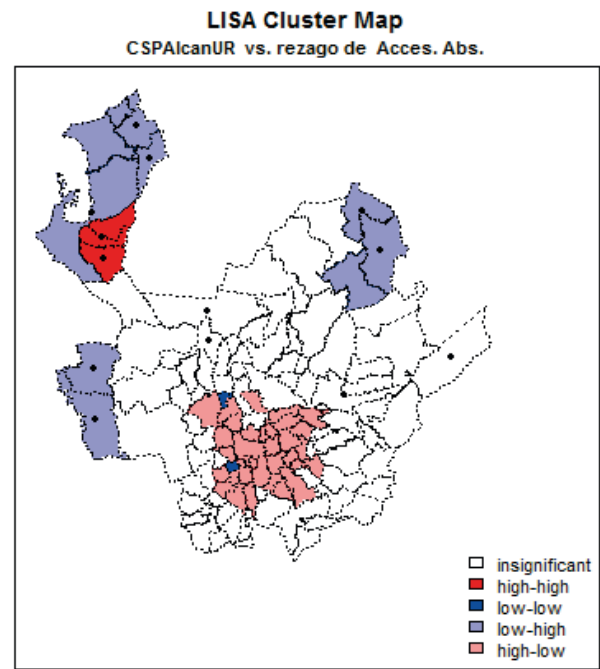 LISA Cluster Map
CSPAlcanUR vs. rezago de Acces. Abs.
insignificant
high-high
low-low
low-high
high-low